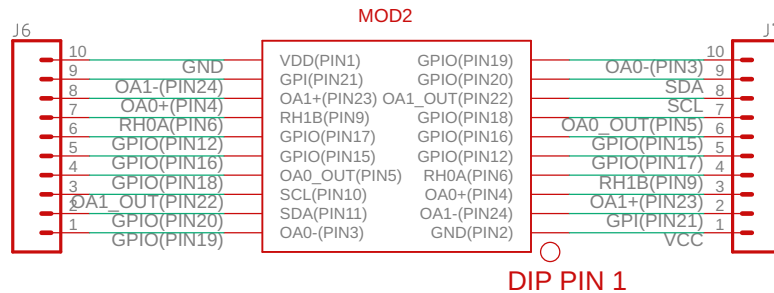 MOD2
J6
10
GND
9
OA1-(PIN24)
8
OA0+(PIN4)
7
RH0A(PIN6)
6
GPIO(PIN12)
5
GPIO(PIN16)
4
GPIO(PIN18)
3
OA1_OUT(PIN22)
2
GPIO(PIN20)
1
GPIO(PIN19)
VDD(PIN1) GPIO(PIN19)
GPI(PIN21) GPIO(PIN20)
OA1+(PIN23) OA1_OUT(PIN22)
RH1B(PIN9) GPIO(PIN18)
GPIO(PIN17) GPIO(PIN16)
GPIO(PIN15) GPIO(PIN12)
OA0_OUT(PIN5) RH0A(PIN6)
SCL(PIN10) OA0+(PIN4)
SDA(PIN11) OA1-(PIN24)
OA0-(PIN3) GND(PIN2)
10
OA0-(PIN3)
9
SDA
8
SCL
7
OA0_OUT(PIN5)
6
GPIO(PIN15)
5
GPIO(PIN17)
4
RH1B(PIN9)
3
OA1+(PIN23)
2
GPI(PIN21)
1
VCC
DIP PIN 1